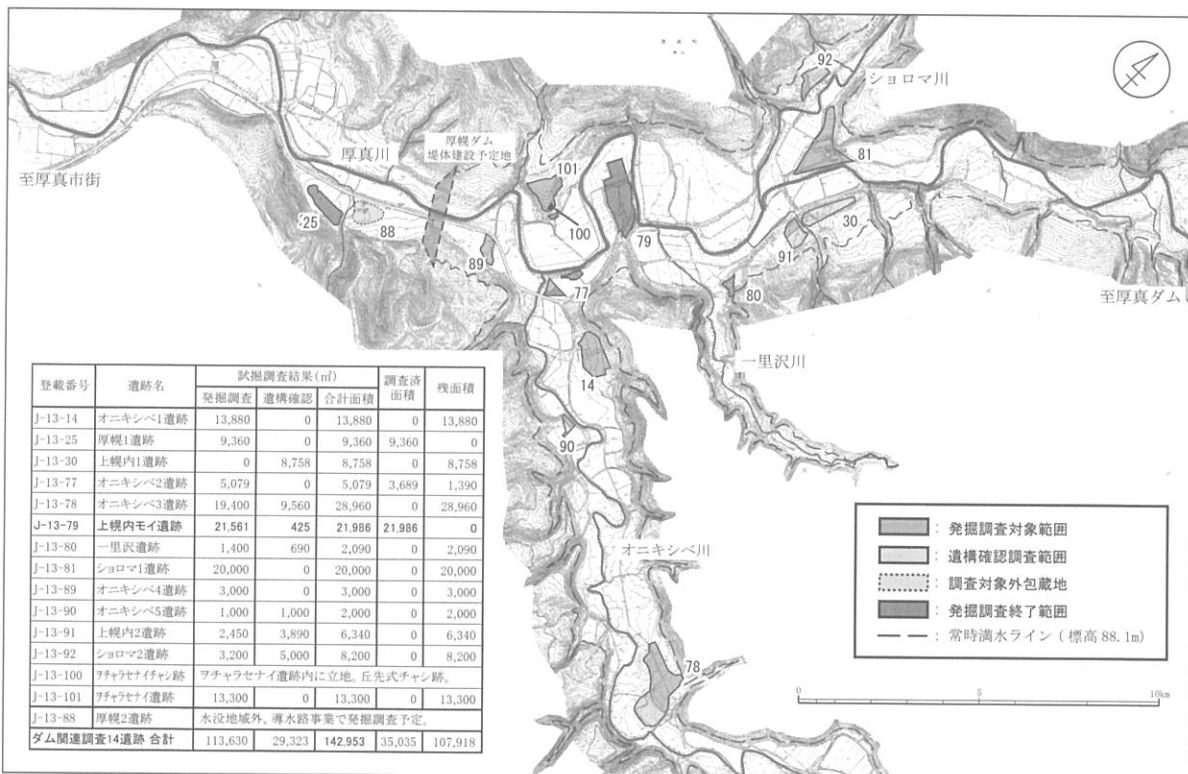 92
ショロマ川
厚幌ダム
堤体建設予定地
厚真川
81
至厚真市街
101
25
88
100
30
79
89
91
77
80
至厚真ダム
14
一里沢川
90
オニキシベ川
78
登載番号 遺跡名 試掘調査結果(㎡) 調査済面積 残面積
発掘調査 遺構確認 合計面積
J-13-14 オニキシベ1遺跡 13,880 0 13,880 0 13,880
J-13-25 厚幌1遺跡 9,360 0 9,360 9,360 0
J-13-30 上幌内1遺跡 0 8,758 8,758 0 8,758
J-13-77 オニキシベ2遺跡 5,079 0 5,079 3,689 1,390
J-13-78 オニキシベ3遺跡 19,400 9,560 28,960 0 28,960
J-13-79 上幌内モイ遺跡 21,561 425 21,986 21,986 0
J-13-80 一里沢遺跡 1,400 690 2,090 0 2,090
J-13-81 ショロマ1遺跡 20,000 0 20,000 0 20,000
J-13-89 オニキシベ4遺跡 3,000 0 3,000 0 3,000
J-13-90 オニキシベ5遺跡 1,000 1,000 2,000 0 2,000
J-13-91 上幌内2遺跡 2,450 3,890 6,340 0 6,340
J-13-92 ショロマ2遺跡 3,200 5,000 8,200 0 8,200
J-13-100 ヲチャラセナイチャシ跡 ヲチャラセナイ遺跡内に立地。丘先式チャシ跡。
J-13-101 ヲチャラセナイ遺跡 13,300 0 13,300 0 13,300
J-13-88 厚幌2遺跡 水没地域外。導水路事業で発掘調査予定。
ダム関連調査14遺跡 合計 113,630 29,323 142,953 35,035 107,918
：発掘調査対象範囲
：遺構確認調査範囲
：調査対象外包蔵地
：発掘調査終了範囲
：常時満水ライン（標高 88.1m）
0 5 10km